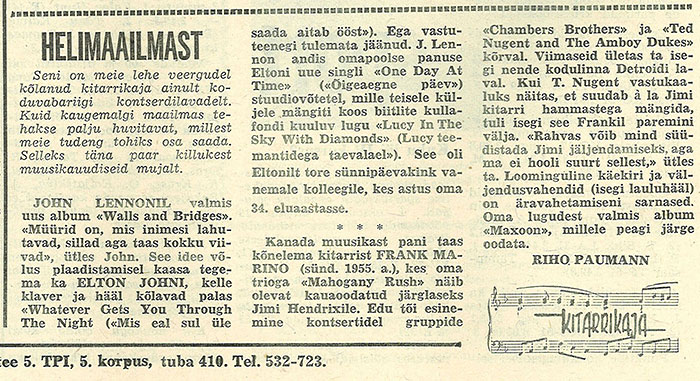 HELIMAAILMAST
Seni on meie lehe veergudel
kõlanud kitarrikaja ainult ko-
duvabariigi kontserdilavadelt.
Kuid kaugemalgi maailmas te-
hakse palju huvitavat, millest
meie tudeng tohiks osa saada.
Selleks täna paar killukest
muusikauudiseid mujalt.
JOHN LENNONIL valmis
uus album «Walls and Bridges».
«Müürid on, mis inimesi lahu-
tavad, sillad aga taas kokku vii-
vad», ütles John. See idee võ-
lus plaadistamisel kaasa tege-
ma ka ELTON JOHNI, kelle
klaver ja hääl kõlavad palas
«Whatever Gets You Through
The Night («Mis eal sul üle
saada aitab ööst»). Ega vastu-
teenegi tulemata jäänud. J. Len-
non andis omapoolse panuse
Eltoni uue singli «One Day At
Time» («Õigeaegne päev»)
stuudiovõtetel, mille teisele kül-
jele mängiti koos biitlite kulla-
fondi kuuluv lugu «Lucy In The
Sky With Diamonds» (Lucy tee-
mantidega taevalael»). See oli
Eltonilt tore sünnipäevakink va-
nemale kolleegile, kes astus oma
34. eluaastasse.
* * *
Kanada muusikast pani taas
kõnelema kitarrist FRANK MA-
RINO (sünd. 1955. a.), kes oma
trioga «Mahogany Rush» näib
olevat kauaoodatud järglaseks
Jimi Hendrixile. Edu tõi esine-
mine kontsertidel gruppide
«Chambers Brothers» ja «Ted
Nugent and The Amboy Dukes»
kõrval. Viimaseid ületas ta ise-
gi nende kodulinna Detroidi la-
val. Kui T. Nugent vastukaa-
luks näitas, et suudab à la Jimi
kitarri hammastega mängida,
tuli isegi see Frankil paremini
välja. «Rahvas võib mind süü-
distada Jimi järeldamises, aga
ma ei hooli suurt sellest,» ütles
ta. Loominguline käekiri ja väl-
jendusvahendid (isegi lauluhääl)
on äravahetamiseni sarnased.
Oma lugudest valmis album
«Maxoon», millele peagi järge
oodata.
RIHO PAUMANN
KITARRIKAJA
tee 5. TPI, 5. korpus, tuba 410. Tel. 532-723.